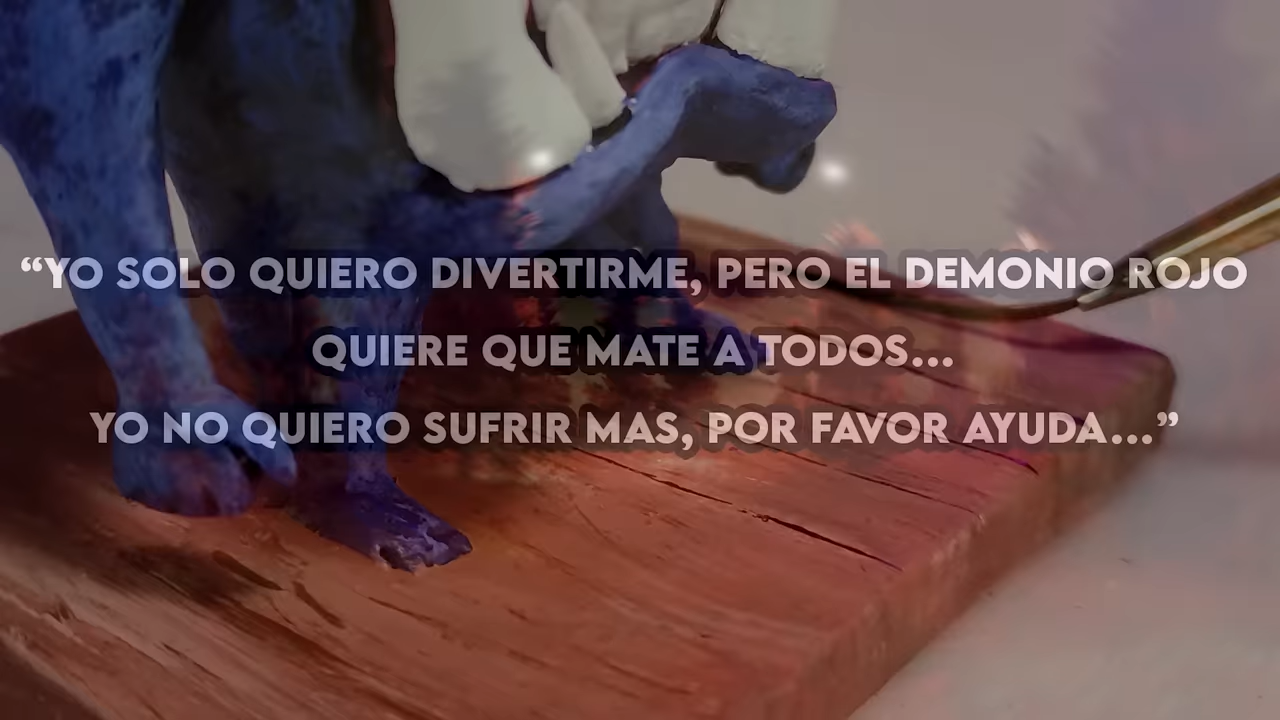 “YO SOLO QUIERO DIVERTIRME, PERO EL DEMONIO ROJO
QUIERE QUE MATE A TODOS...
YO NO QUIERO SUFRIR MAS, POR FAVOR AYUDA...”